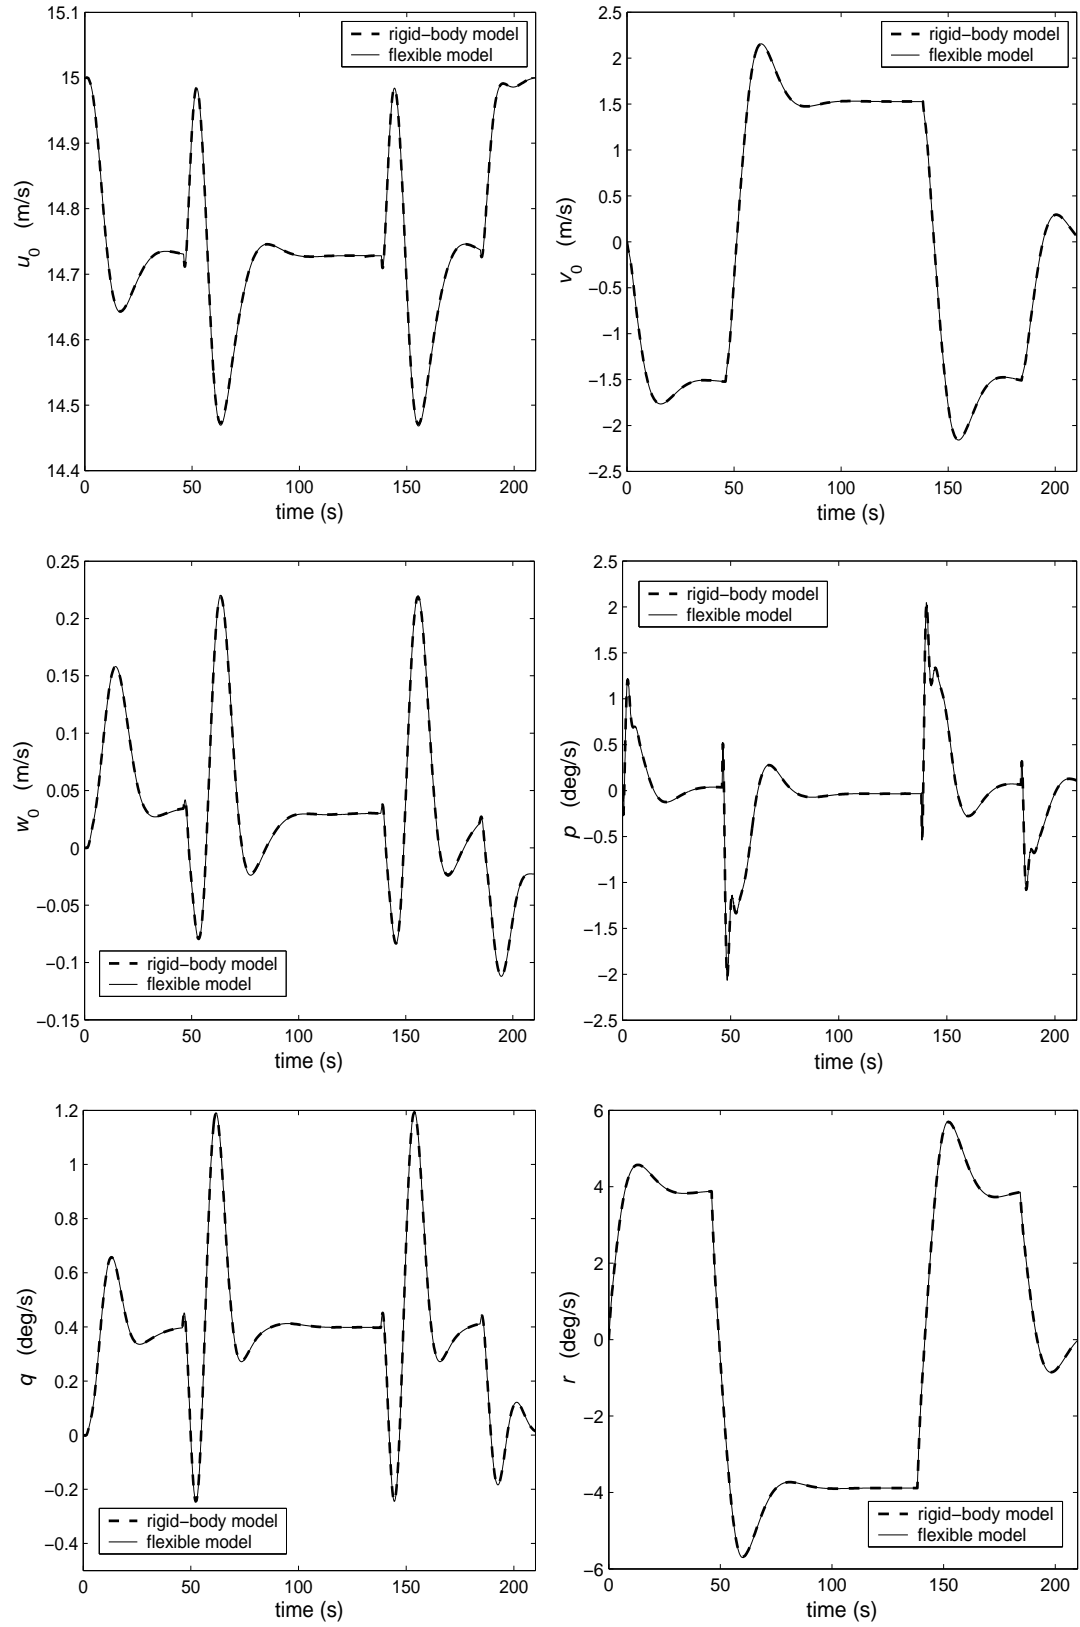 15.1
15
14.9
14.8
14.7
14.6
14.5
14.4
u0 (m/s)
0 50 100 150 200
time (s)
rigid−body model
flexible model
2.5
2
1.5
1
0.5
0
−0.5
−1
−1.5
−2
−2.5
v0 (m/s)
0 50 100 150 200
time (s)
rigid−body model
flexible model
0.25
0.2
0.15
0.1
0.05
0
−0.05
−0.1
−0.15
w0 (m/s)
0 50 100 150 200
time (s)
rigid−body model
flexible model
2.5
2
1.5
1
0.5
0
−0.5
−1
−1.5
−2
−2.5
p (deg/s)
0 50 100 150 200
time (s)
rigid−body model
flexible model
1.2
1
0.8
0.6
0.4
0.2
0
−0.2
−0.4
q (deg/s)
0 50 100 150 200
time (s)
rigid−body model
flexible model
6
4
2
0
−2
−4
−6
r (deg/s)
0 50 100 150 200
time (s)
rigid−body model
flexible model